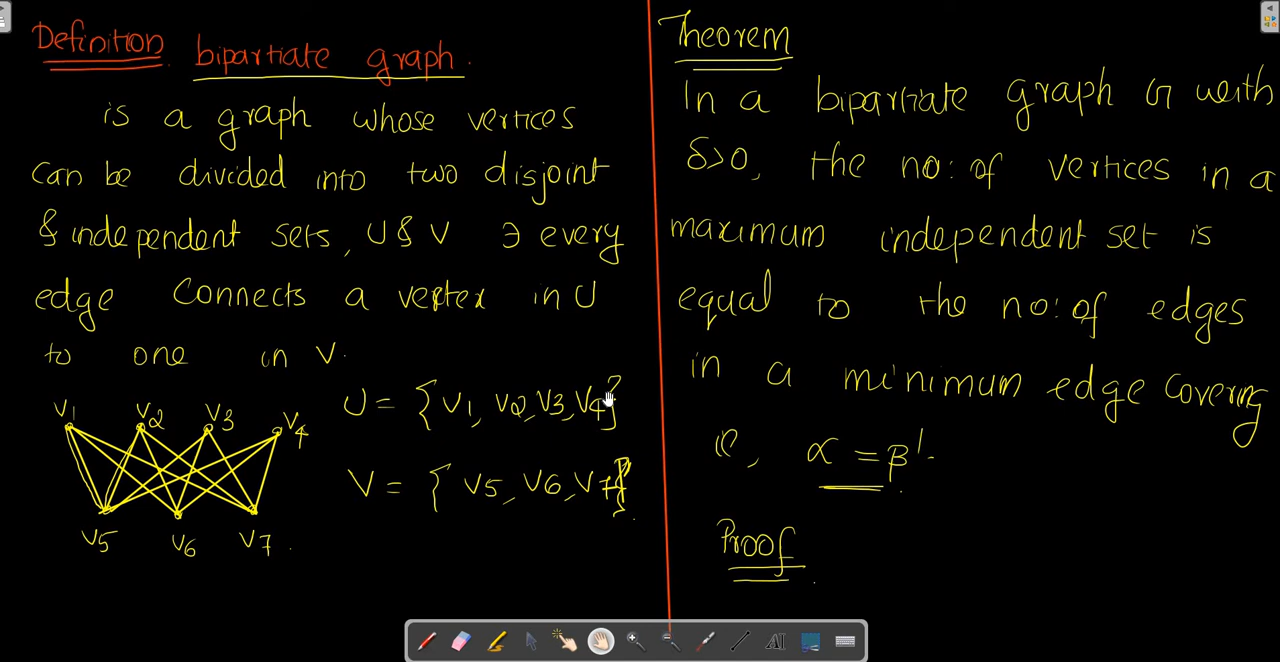 Definition bipartiate graph.
is a graph whose vertices
can be divided into two disjoint
& independent sets, U & V ∋ every
edge connects a vertex in U
to one in V.
V1 V2 V3 V4
U = { V1, V2, V3, V4}
V = { V5, V6, V7}
V5 V6 V7
Theorem
In a bipartiate graph G with
δ>0, the no: of vertices in a
maximum independent set is
equal to the no: of edges
in a minimum edge covering
ie, α = β'.
Proof
AI